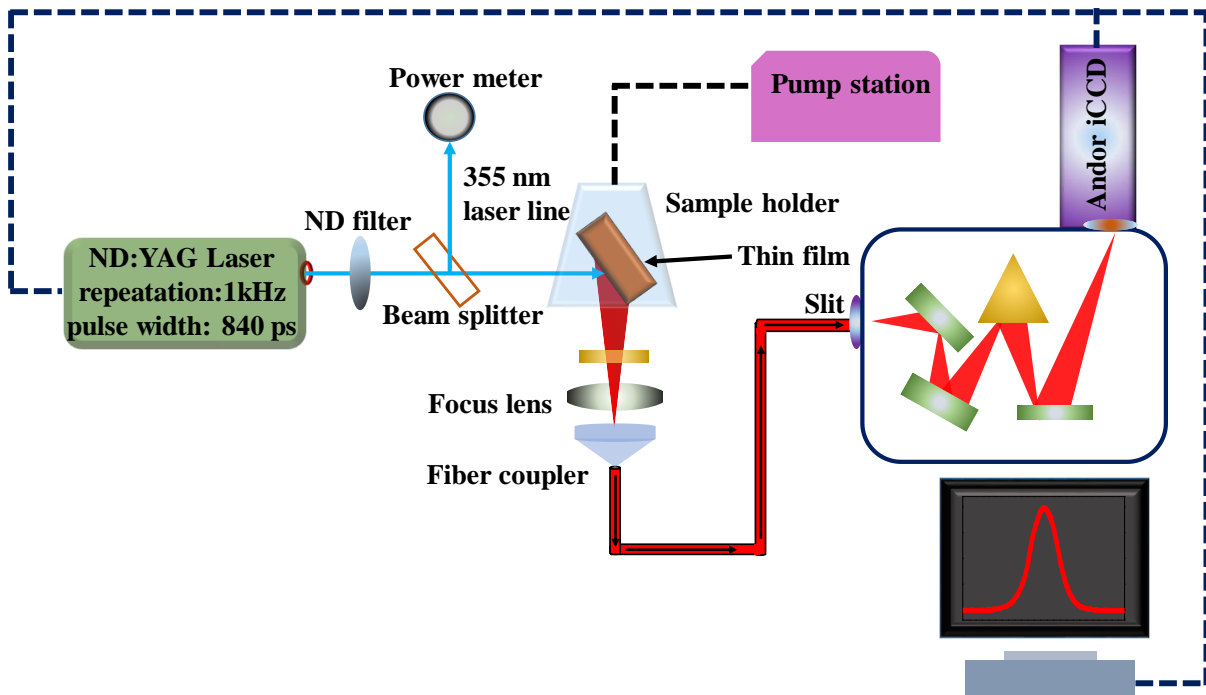 Power meter
Pump station
Andor iCCD
355 nm
laser line
Sample holder
ND filter
Thin film
ND:YAG Laser
repeatation:1kHz
pulse width: 840 ps
Beam splitter
Slit
Focus lens
Fiber coupler